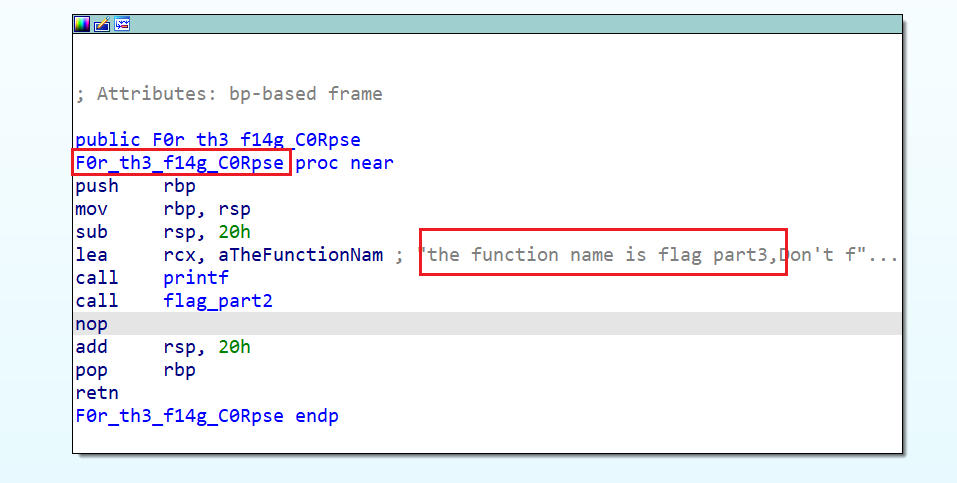 ; Attributes: bp-based frame
public F0r_th3_f14g_C0Rpse
F0r_th3_f14g_C0Rpse proc near
push rbp
mov rbp, rsp
sub rsp, 20h
lea rcx, aTheFunctionNam ; "the function name is flag part3,Don't f"...
call printf
call flag_part2
nop
add rsp, 20h
pop rbp
retn
F0r_th3_f14g_C0Rpse endp